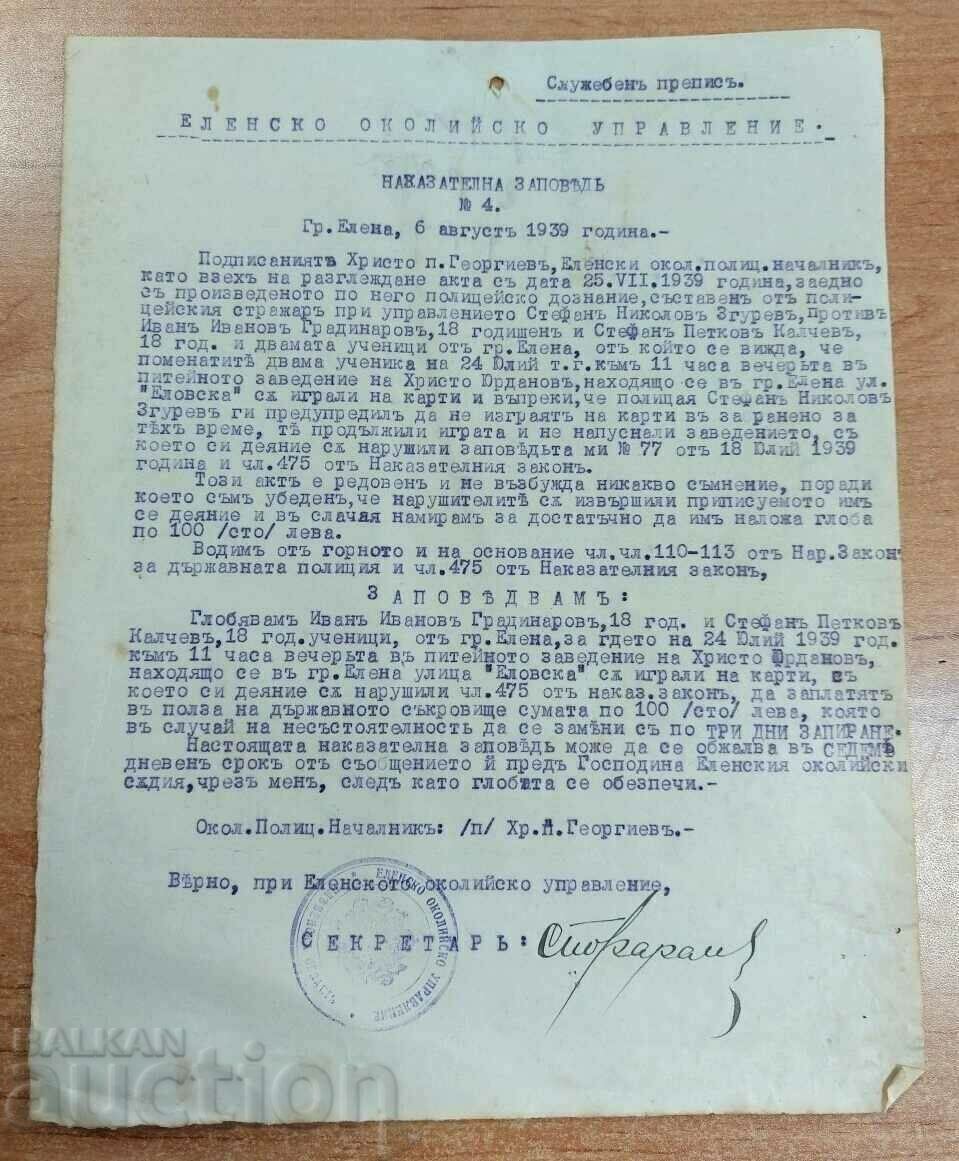 Служебенъ преписъ.
ЕЛЕНСКО ОКОЛИЙСКО УПРАВЛЕНИЕ.
НАКАЗАТЕЛНА ЗАПОВѢДЬ
№ 4.
Гр.Елена, 6 августъ 1939 година.-
Подписаниятъ Христо п.Георгиев,Еленски окол.полиц.началникъ,
като взехъ на разглеждане акта съ дата 25.VII.1939 година,заедно
съ произведеното по него полицейско дознание,съставен отъ поли-
цейския стражар при управлението Стефанъ Николов Згурев,против
Иванъ Ивановъ Градинаровъ,18 годишен и Стефан Петковъ Калчевъ,
18 год. и двамата ученици отъ гр.Елена, отъ който се вижда, че
поменатитѣ двама ученика на 24 Юлий т.г.къмъ 11 часа вечерьта въ
питейното заведение на Христо Юрдановъ,находящо се въ гр.Елена ул.
"Еловска" сѫ играли на карти и въпреки,че полицая Стефанъ Николовъ
Згуревъ ги предупредилъ да не изграятъ на карти въ за ранено за
тѣхъ време, тѣ продължили играта и не напуснали заведението, съ
което си деяние сѫ нарушили заповѣдьта ми № 77 отъ 18 Юлий 1939
година и чл.475 отъ Наказателния законъ.
Този актъ е редовенъ и не възбужда никакво съмнение, поради
което съмъ убеденъ,че нарушителитѣ сѫ извършили приписуемото имъ
се деяние и въ случая намирамъ за достатъчно да имъ наложа глоба
по 100 /сто/ лева.
Водимъ отъ горното и на основание чл.чл.110-113 отъ Нар.Законъ
за държавната полиция и чл.475 отъ Наказателния законъ,
ЗАПОВѢДВАМЪ:
Глобявамъ Иванъ Ивановъ Градинаровъ,18 год. и Стефанъ Петковъ
Калчевъ,18 год.ученици, отъ гр.Елена,за гдето на 24 Юлий 1939 год.
къмъ 11 часа вечерьта въ питейното заведение на Христо Юрдановъ,
находящо се въ гр.Елена улица "Еловска" сѫ играли на карти, съ
което си деяние сѫ нарушили чл.475 отъ наказ.законъ, да заплатятъ
въ полза на държавното съкровище сумата по 100 /сто/ лева, която
въ случай на несъстоятелность да се замѣни съ по ТРИ ДНИ ЗАПИРАНЕ.
Настоящата наказателна заповѣдь може да се обжалва въ СЕДЕМЬ
дневенъ срокъ отъ съобщението й предъ Господина Еленския околийски
сѫдия,чрезъ менъ, следъ като глобата се обезпечи.-
Окол.Полиц.Началникъ: /п/ Хр.п.Георгиевъ.-
Вѣрно, при Еленското околийско управление,
СЕКРЕТАРЬ:
ЕЛЕНСКО ОКОЛИЙСКО УПРАВЛЕНИЕ
BALKAN
auction